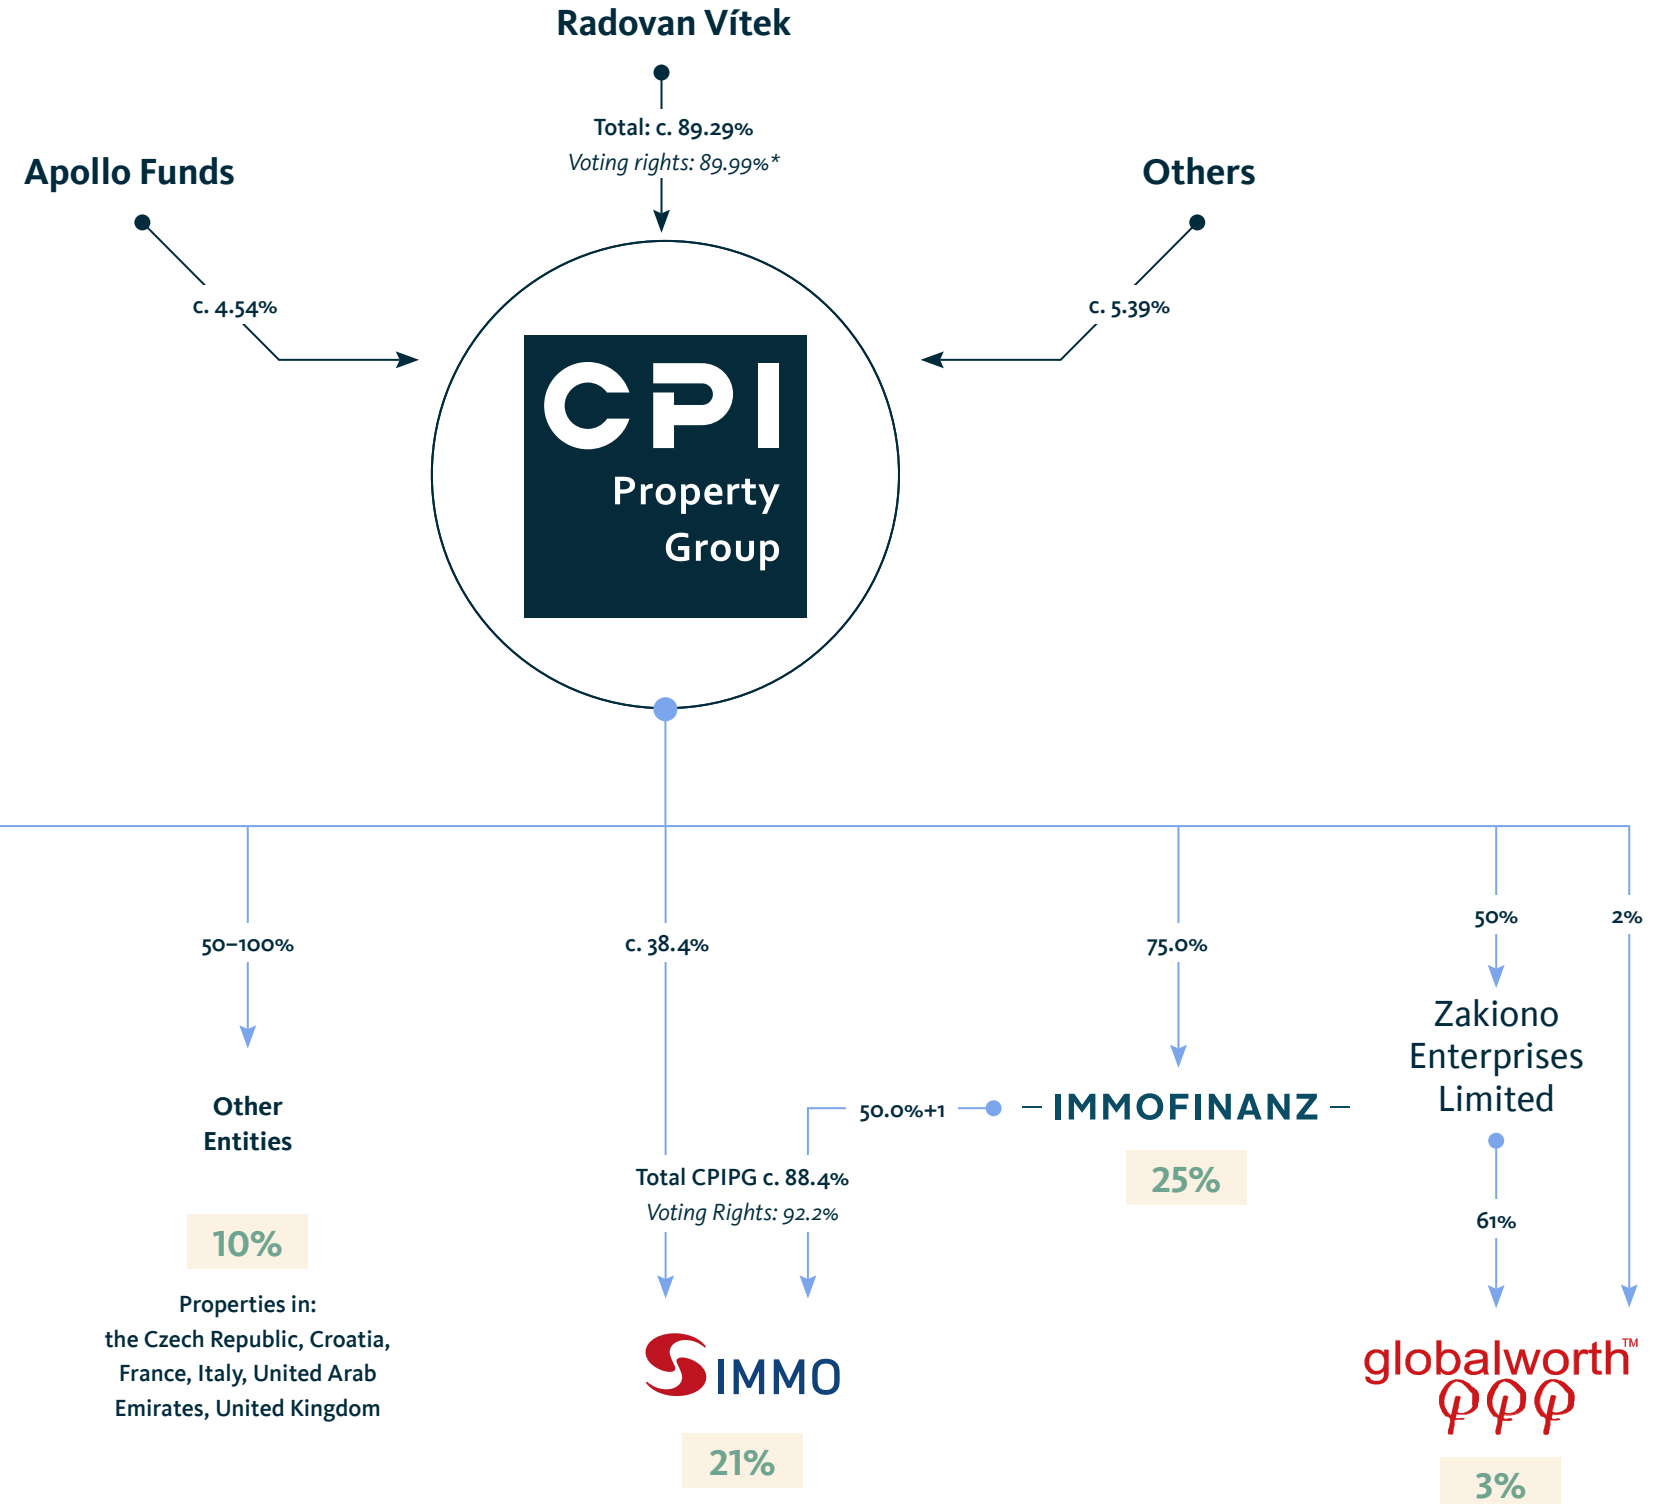 Radovan Vítek
Total: c. 89.29%
Voting rights: 89.99%*
Apollo Funds
c. 4.54%
Others
c. 5.39%
CPI
Property
Group
50–100%
Other
Entities
10%
Properties in:
the Czech Republic, Croatia,
France, Italy, United Arab
Emirates, United Kingdom
c. 38.4%
50.0%+1
Total CPIPG c. 88.4%
Voting Rights: 92.2%
S IMMO
21%
75.0%
IMMOFINANZ
25%
50%
Zakiono
Enterprises
Limited
61%
2%
globalworth™
3%